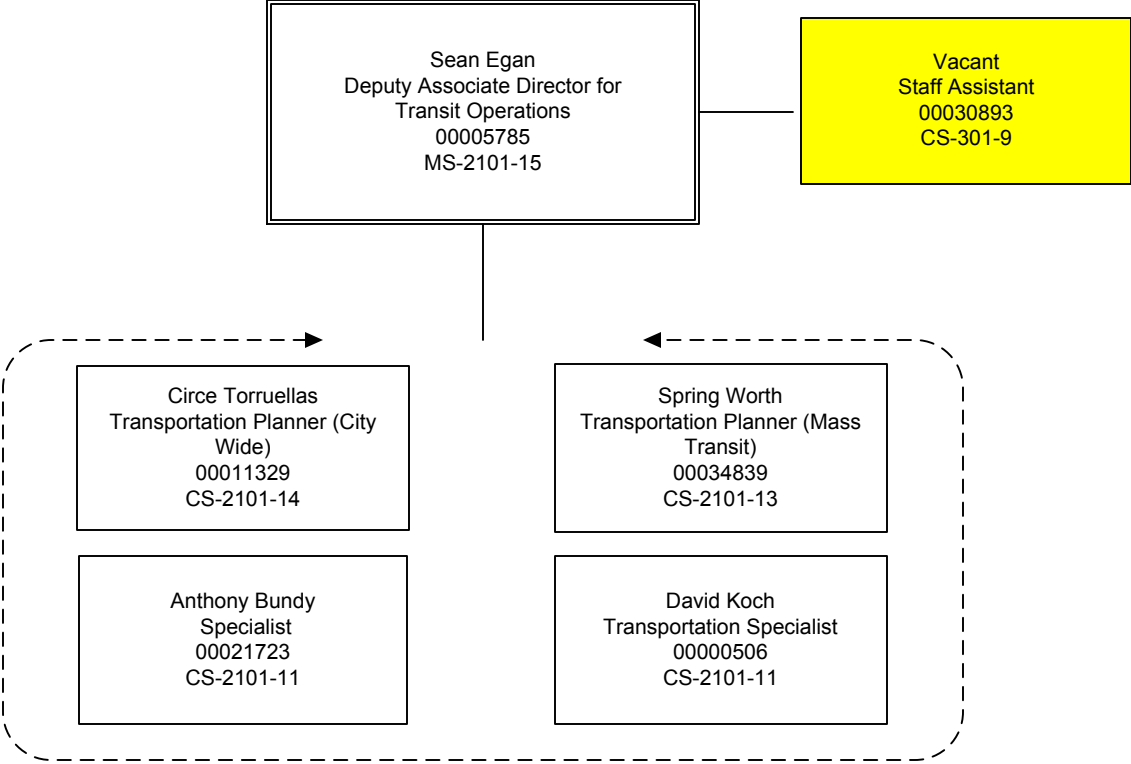 Sean Egan
Deputy Associate Director for
Transit Operations
00005785
MS-2101-15
Vacant
Staff Assistant
00030893
CS-301-9
Circe Torruellas
Transportation Planner (City
Wide)
00011329
CS-2101-14
Spring Worth
Transportation Planner (Mass
Transit)
00034839
CS-2101-13
Anthony Bundy
Specialist
00021723
CS-2101-11
David Koch
Transportation Specialist
00000506
CS-2101-11